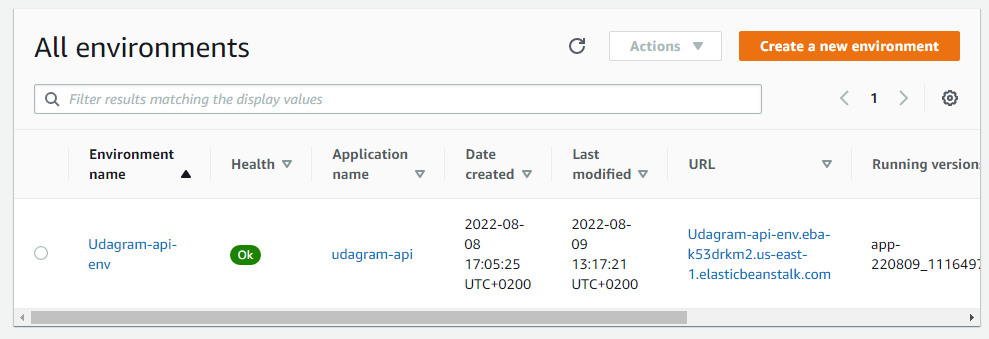 All environments
Actions
Create a new environment
Filter results matching the display values
1
Environment
name
Health
Application
name
Date
created
Last
modified
URL
Running versions
Udagram-api-
env
Ok
udagram-api
2022-08-
08
17:05:25
UTC+0200
2022-08-
09
13:17:21
UTC+0200
Udagram-api-env.eba-
k53drkm2.us-east-
1.elasticbeanstalk.com
app-
220809_1116497